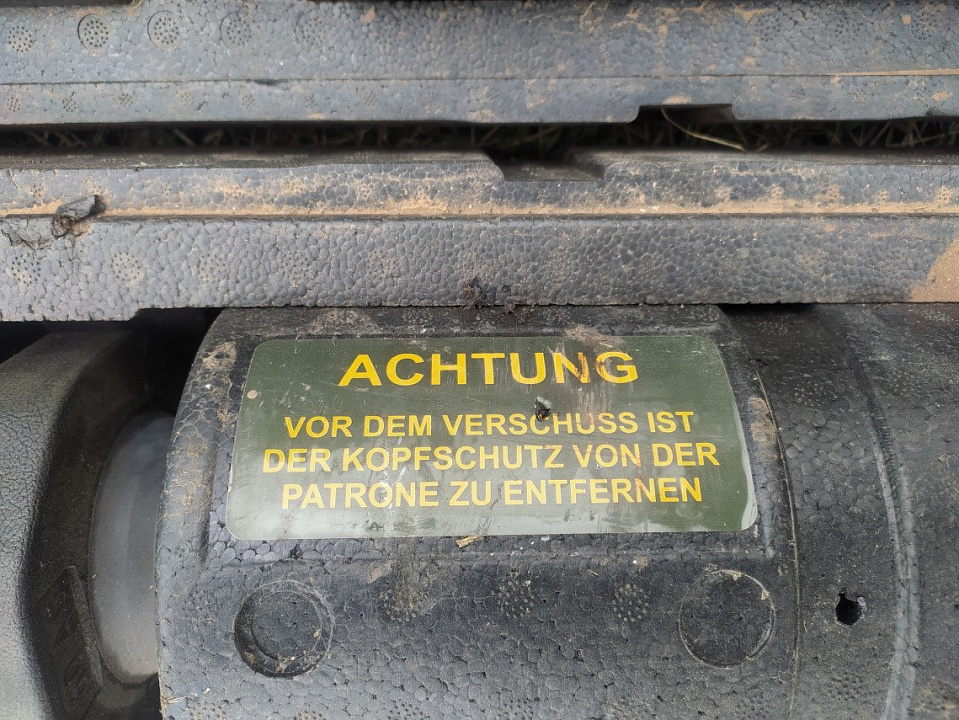 ACHTUNG
VOR DEM VERSCHUSS IST
DER KOPFSCHUTZ VON DER
PATRONE ZU ENTFERNEN